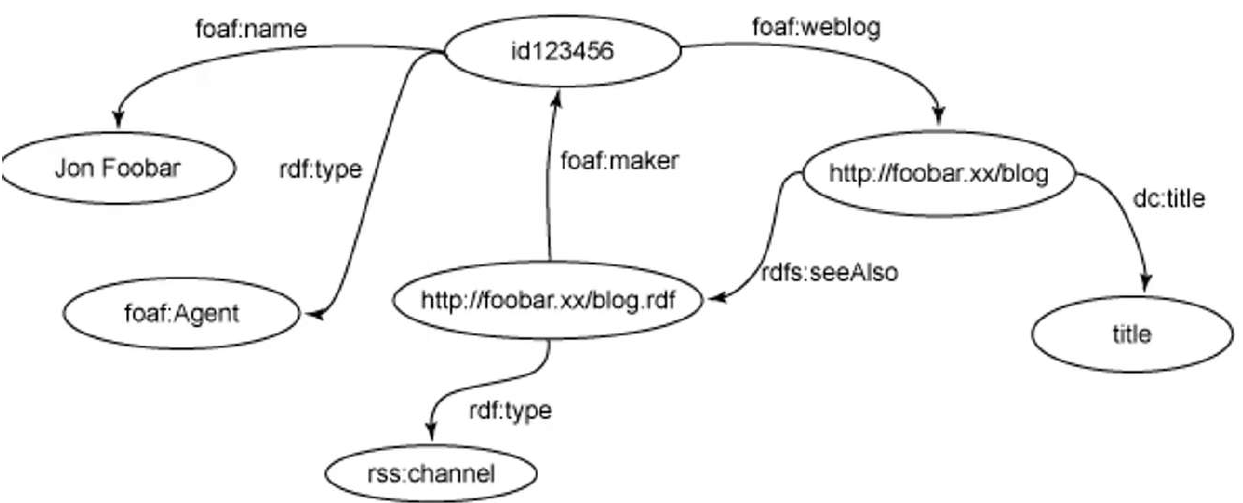 foaf:name
id123456
foaf:weblog
Jon Foobar
rdf:type
foaf:maker
http://foobar.xx/blog
dc:title
rdfs:seeAlso
foaf:Agent
http://foobar.xx/blog.rdf
title
rdf:type
rss:channel